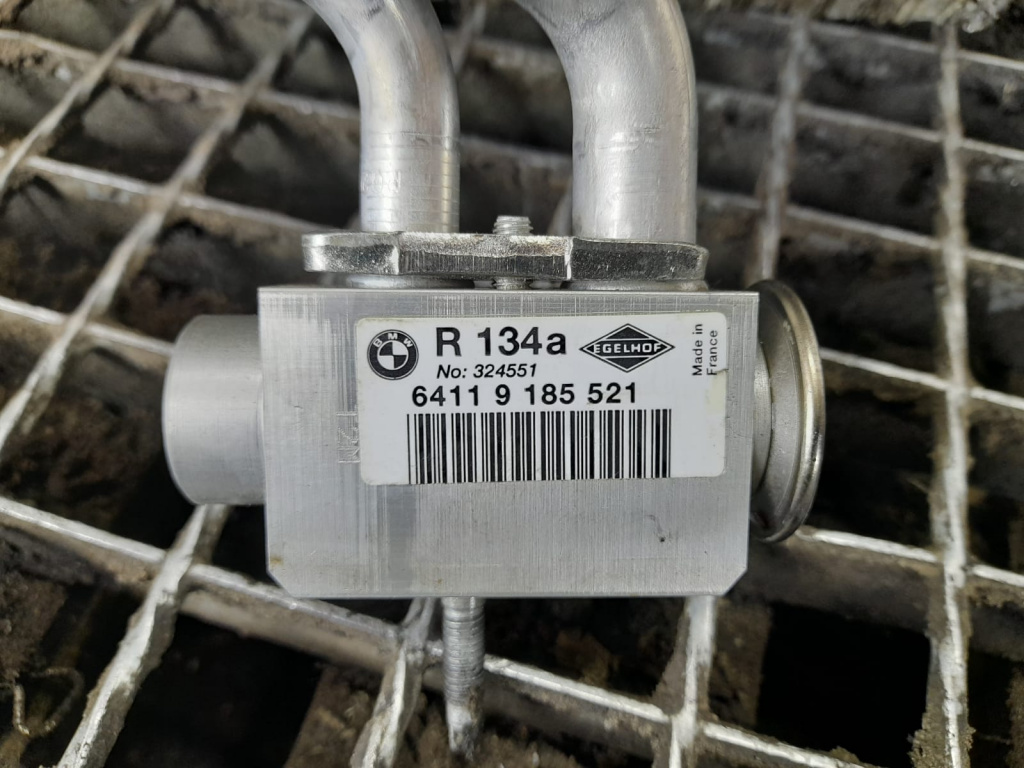 BMW
R 134a
EGELHOF
No: 324551
6411 9 185 521
Made in
France